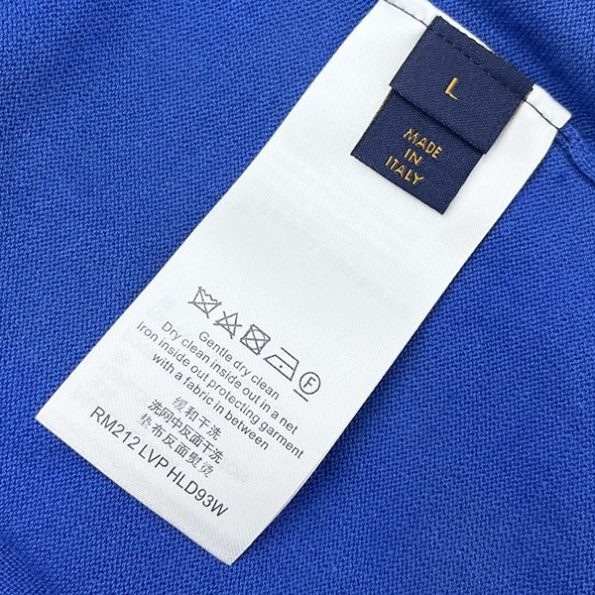 L
MADE
IN
ITALY
F
Gentle dry clean
Dry clean inside out in a net
Iron inside out protecting garment
with a fabric in between
缓和干洗
洗网中反面干洗
垫布反面熨烫
RM212 LVP HLD93W